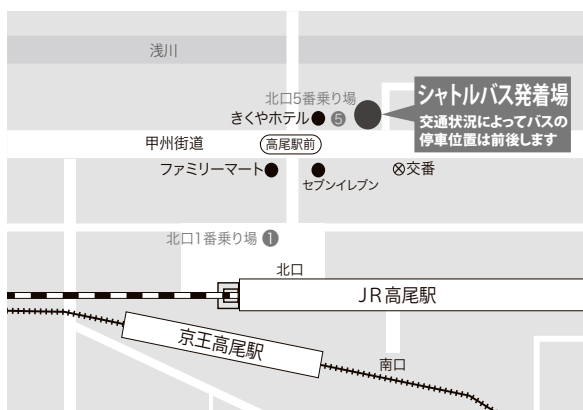 浅川
北口5番乗り場
きくやホテル
5
シャトルバス発着場
交通状況によってバスの
停車位置は前後します
甲州街道
高尾駅前
ファミリーマート
セブンイレブン
交番
北口1番乗り場 1
北口
JR高尾駅
京王高尾駅
南口